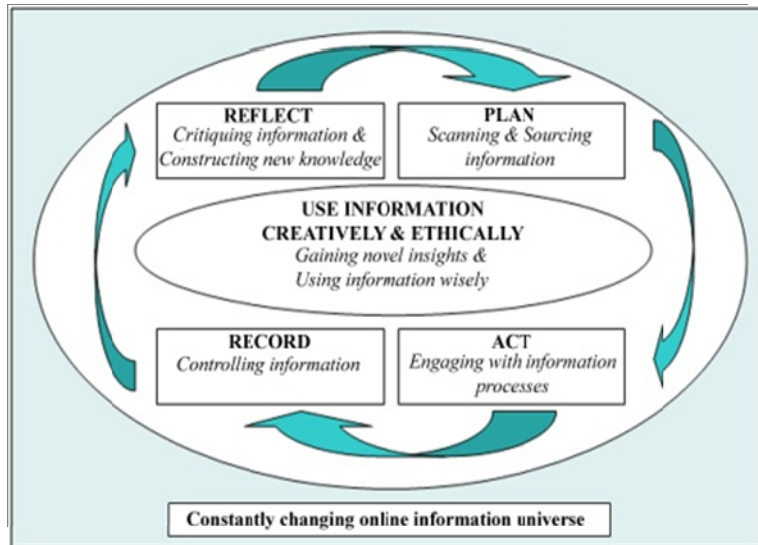 REFLECT
Critiquing information &
Constructing new knowledge
PLAN
Scanning & Sourcing
information
USE INFORMATION
CREATIVELY & ETHICALLY
Gaining novel insights &
Using information wisely
RECORD
Controlling information
ACT
Engaging with information
processes
Constantly changing online information universe